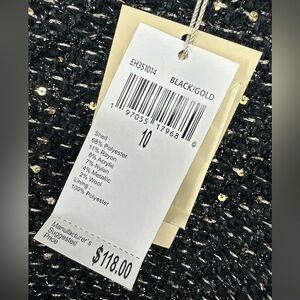 EH351014
BLACK/GOLD
1 97055 17968 0
10
Shell:
68% Polyester
11% Rayon
8% Acrylic
7% Nylon
4% Metallic
2% Wool
Lining:
100% Polyester
Manufacturer's
Suggested
Price
$118.00